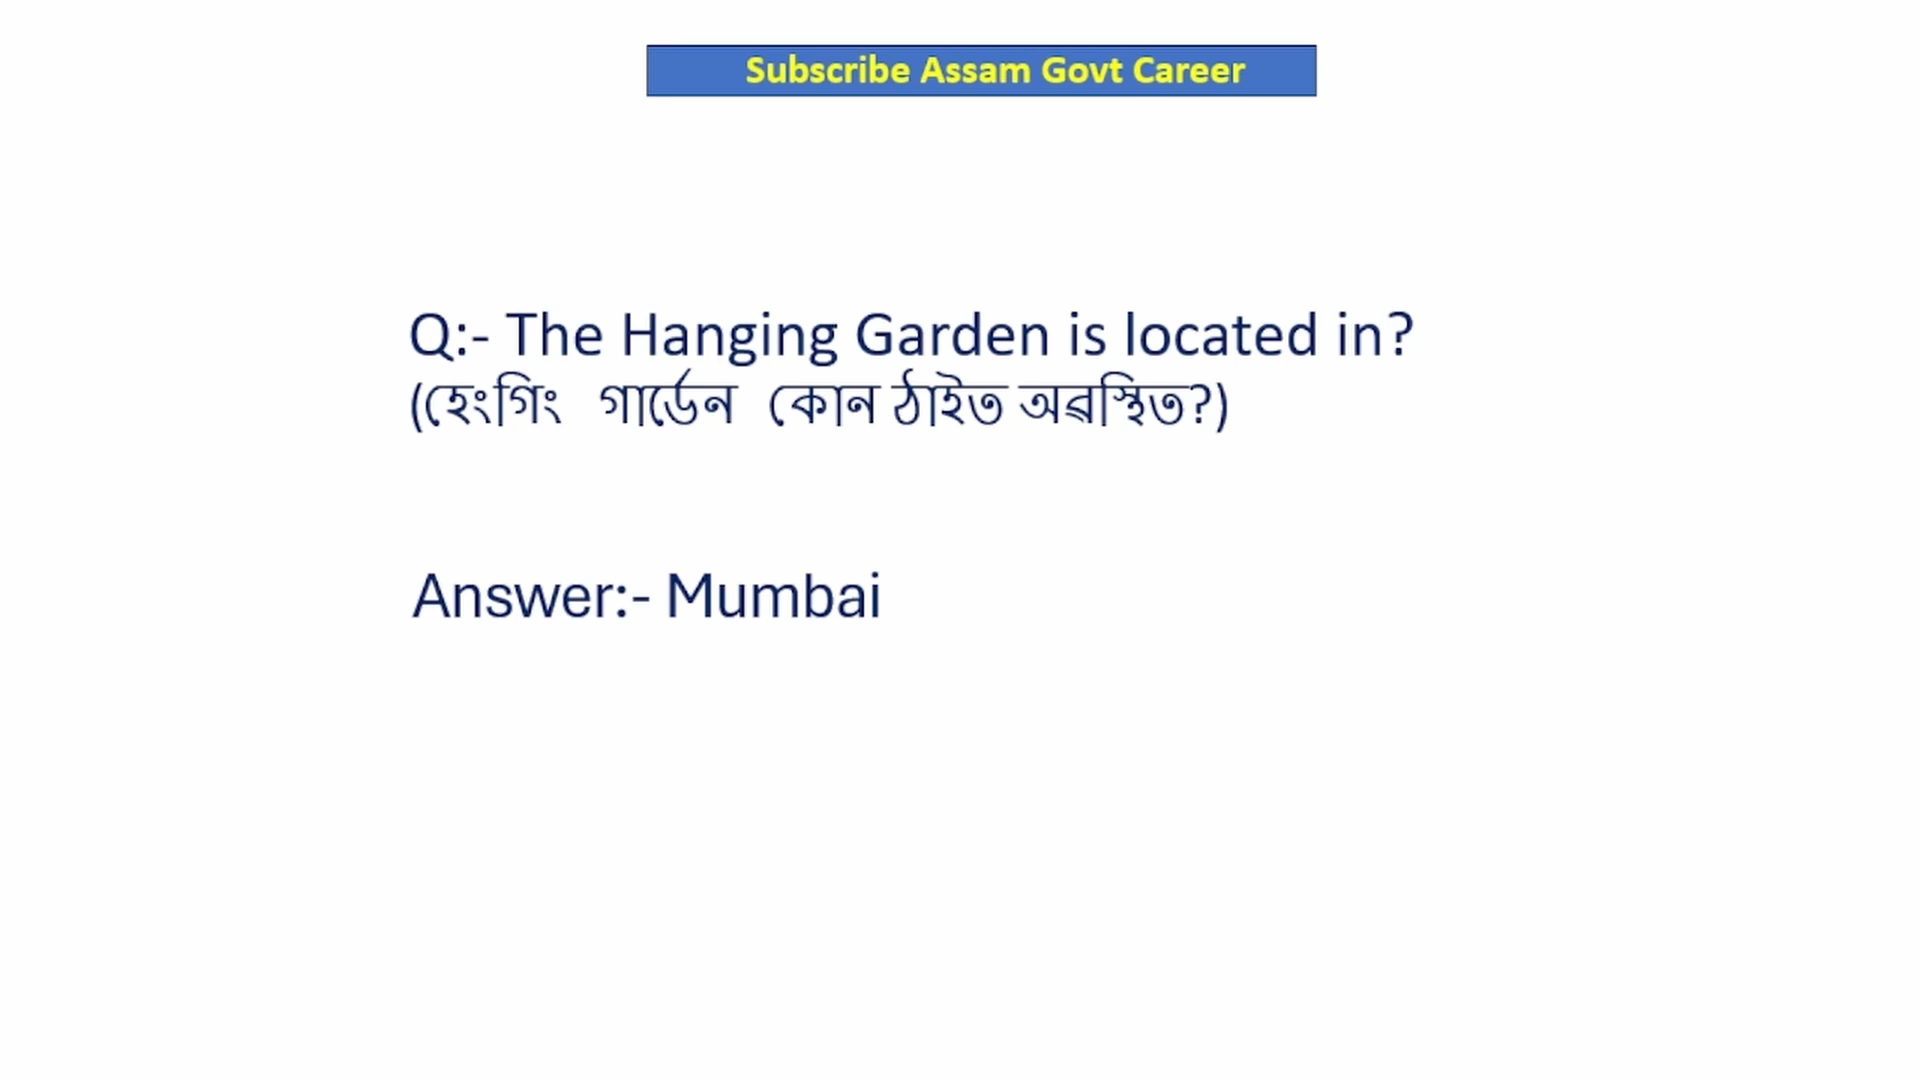 Subscribe Assam Govt Career
Q:- The Hanging Garden is located in?
(হেংগিং গার্ডেন কোন ঠাইত অৱস্থিত?)
Answer:- Mumbai